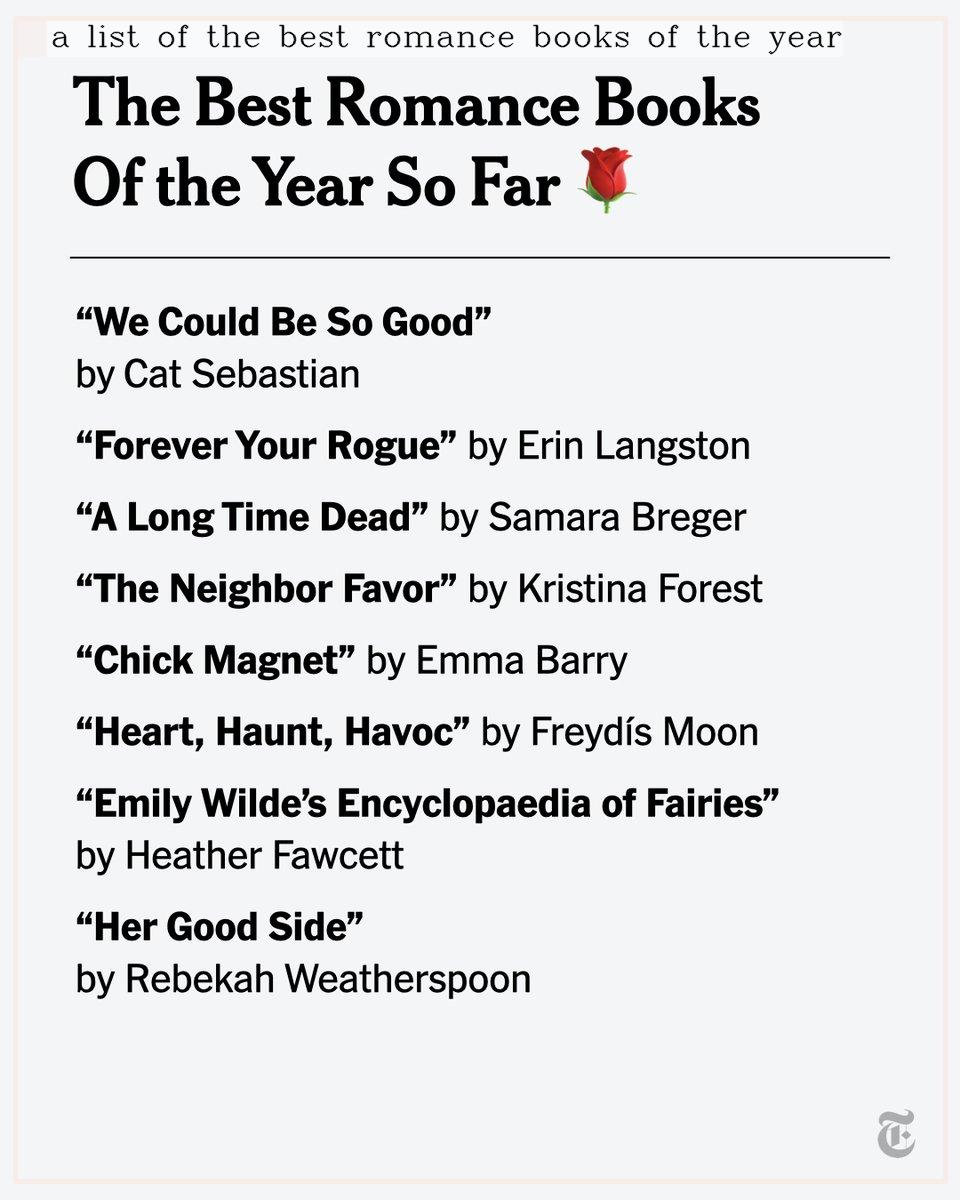 a list of the best romance books of the year
The Best Romance Books
Of the Year So Far
“We Could Be So Good”
by Cat Sebastian
“Forever Your Rogue” by Erin Langston
“A Long Time Dead” by Samara Breger
“The Neighbor Favor” by Kristina Forest
“Chick Magnet” by Emma Barry
“Heart, Haunt, Havoc” by Freydís Moon
“Emily Wilde’s Encyclopaedia of Fairies”
by Heather Fawcett
“Her Good Side”
by Rebekah Weatherspoon
T